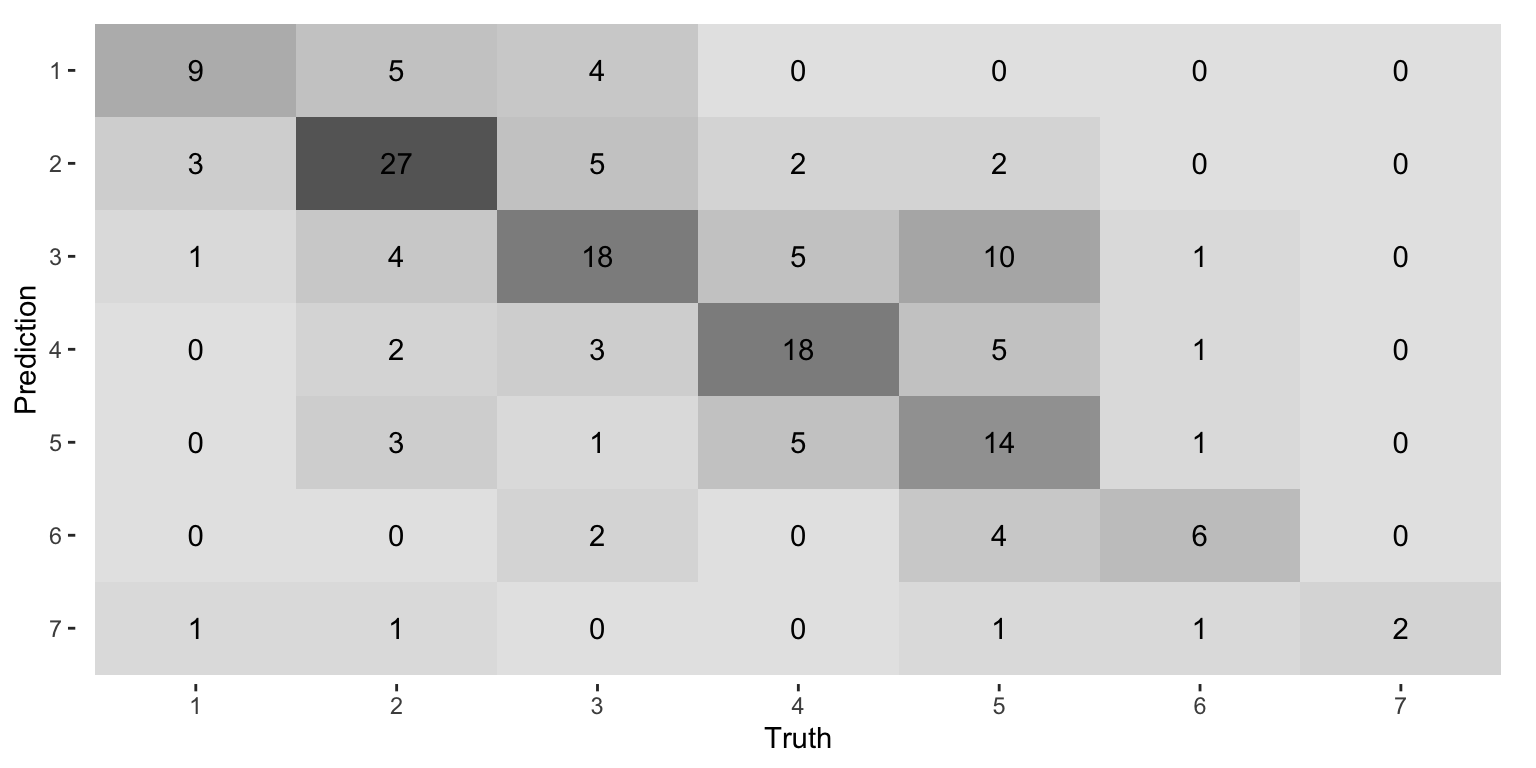 1 9 5 4 0 0 0 0
2 3 27 5 2 2 0 0
3 1 4 18 5 10 1 0
Prediction
4 0 2 3 18 5 1 0
5 0 3 1 5 14 1 0
6 0 0 2 0 4 6 0
7 1 1 0 0 1 1 2
1 2 3 4 5 6 7
Truth